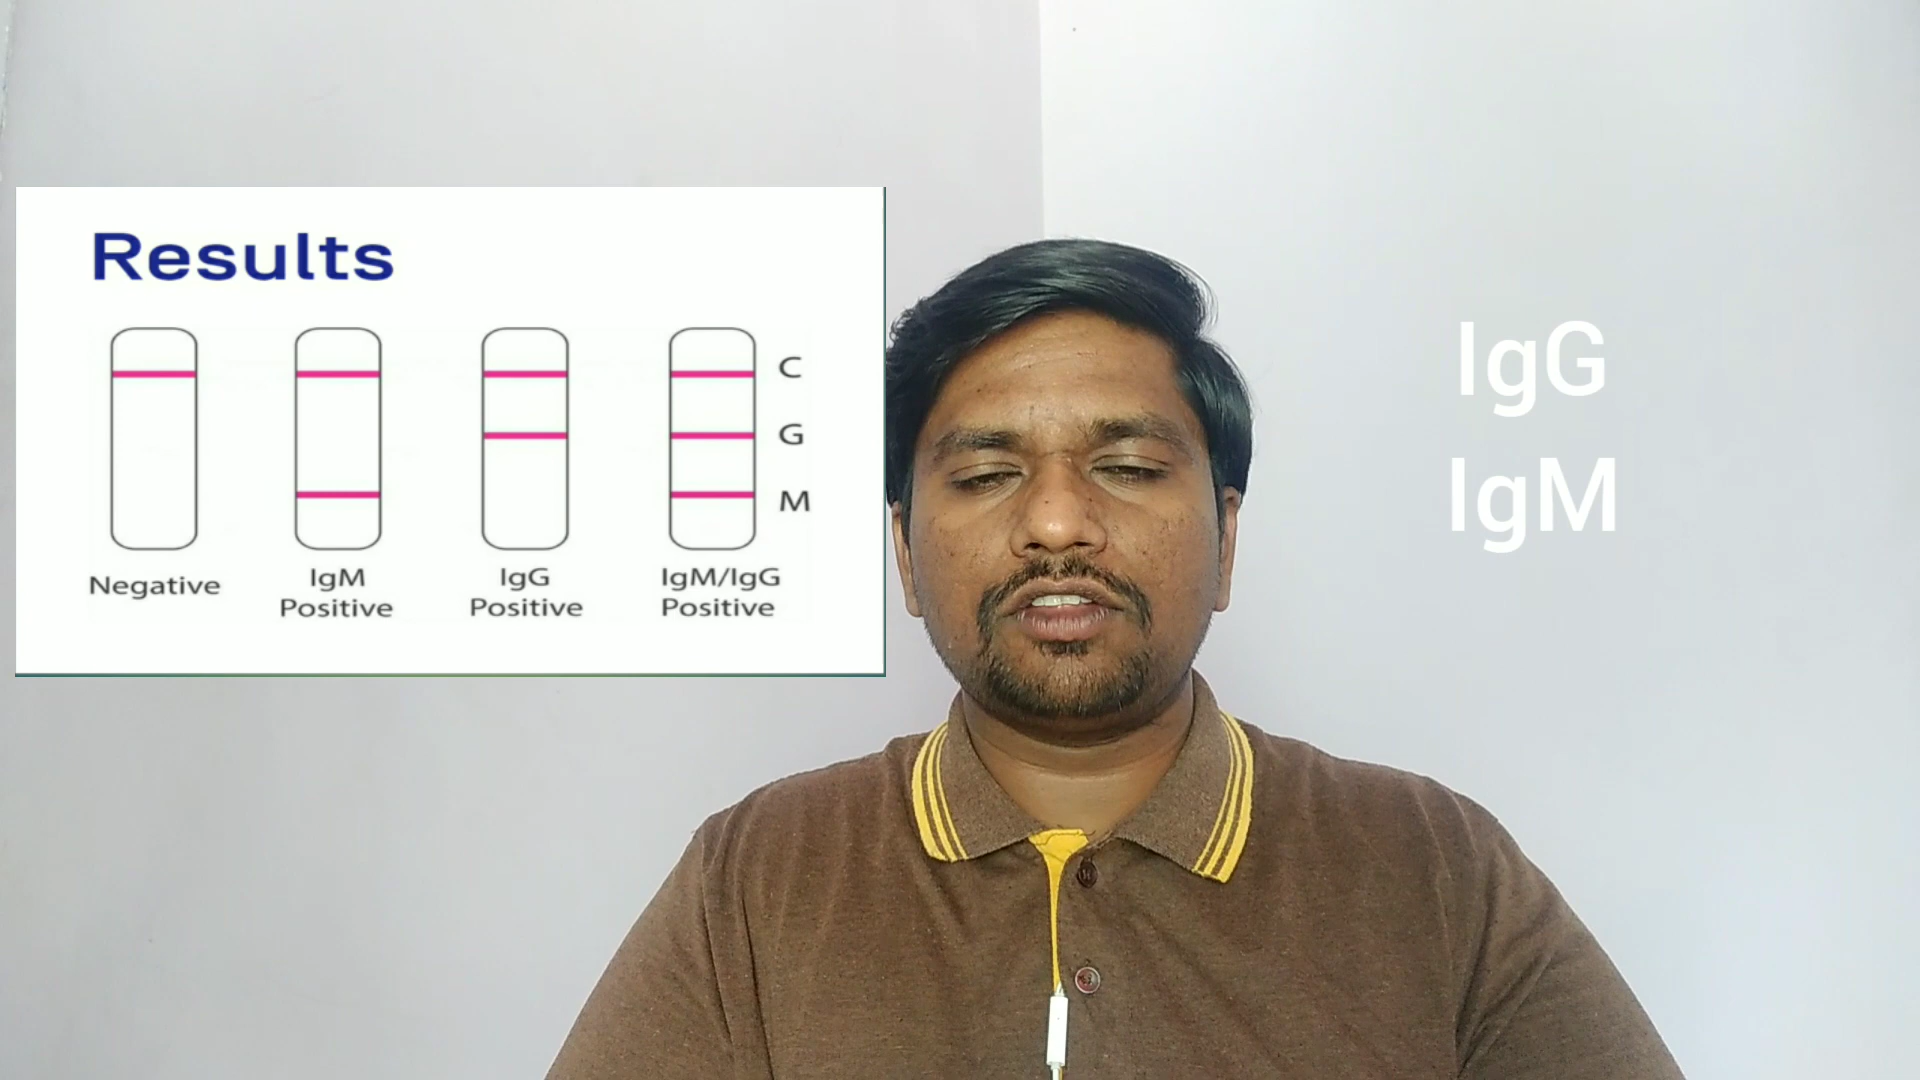 Results
C
G
M
Negative
IgM
Positive
IgG
Positive
IgM/IgG
Positive
IgG
IgM